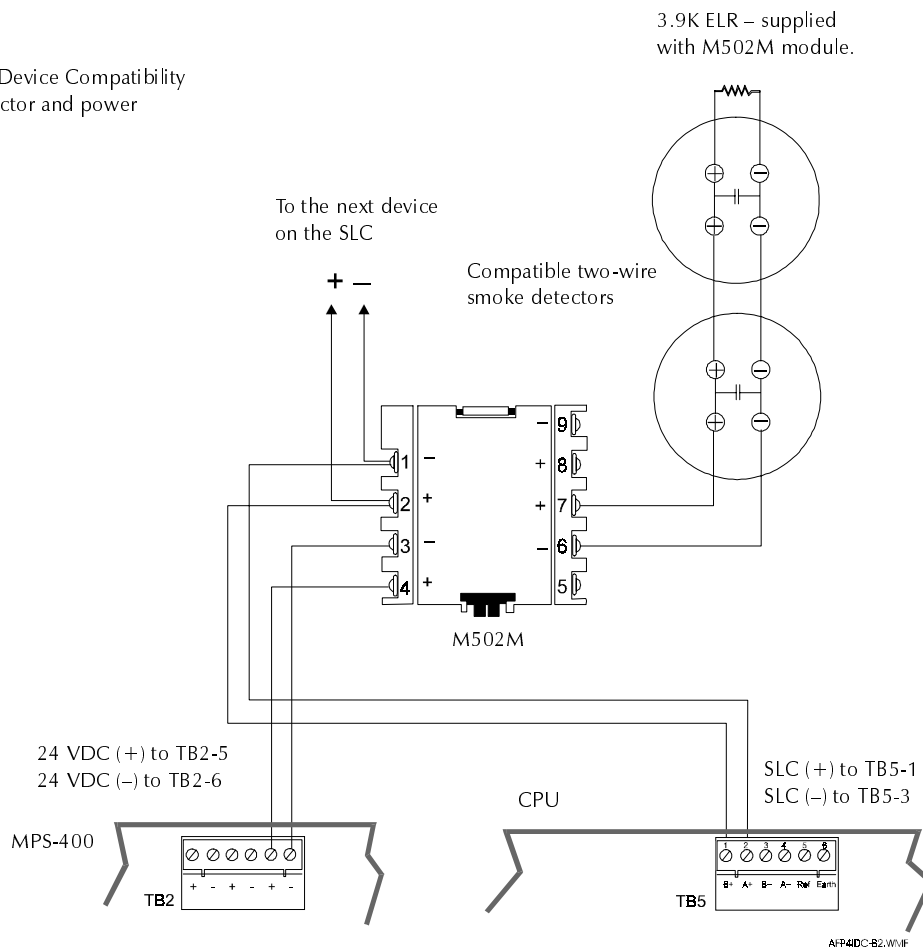 3.9K ELR – supplied
with M502M module.
Device Compatibility
ctor and power
To the next device
on the SLC
+ –
Compatible two-wire
smoke detectors
+ –
+ –
+ –
+ –
1 –
2 +
3 –
4 +
– 9
+ 8
+ 7
– 6
5
M502M
24 VDC (+) to TB2-5
24 VDC (–) to TB2-6
SLC (+) to TB5-1
SLC (–) to TB5-3
CPU
MPS-400
TB2
+ - + - + -
TB5
1 2 3 4 5 6
B+ A+ B– A– Ref Earth
AFP4IDC-B2.WMF